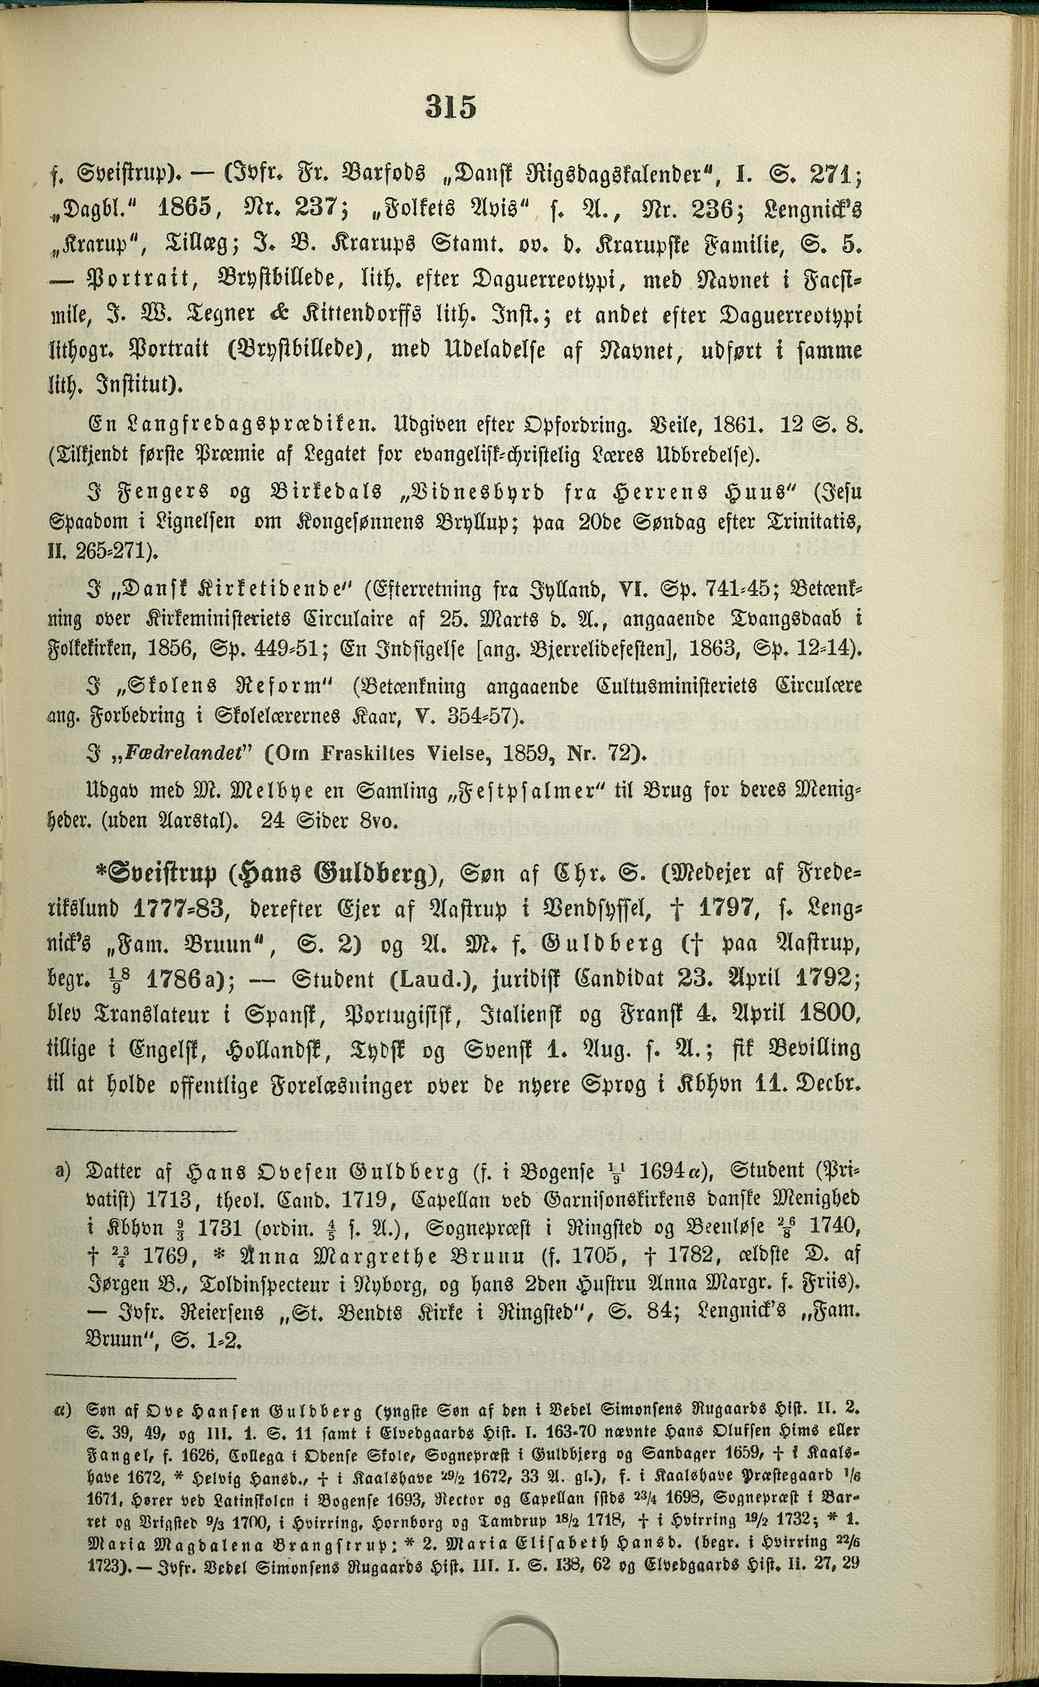 315
f. Sveistrup). — (Jvfr. Fr. Barfods „Dansk Rigsdagskalender“, I. S. 271;
„Dagbl.“ 1865, Nr. 237; „Folkets Avis“ f. A., Nr. 236; Lengnick's
„Krarup“, Tillæg; J. B. Krarups Stamt. ov. d. Krarupske Familie, S. 5.
— Portrait, Brystbillede, lith. efter Daguerreotypi, med Navnet i Facsi-
mile, J. W. Tegner & Kittendorffs lith. Inst.; et andet efter Daguerreotypi
lithogr. Portrait (Brystbillede), med Udeladelse af Navnet, udført i samme
lith. Institut).
En Langfredagsprædiken. Udgiven efter Opfordring. Veile, 1861. 12 S. 8.
(Tilkjendt første Præmie af Legatet for evangelisk-christelig Læres Udbredelse).
I Fengers og Birkedals „Vidnesbyrd fra Herrens Huus“ (Jesu
Spaadom i Lignelsen om Kongesønnens Bryllup; paa 20de Søndag efter Trinitatis,
II. 265-271).
I „Dansk Kirketidende“ (Efterretning fra Jylland, VI. Sp. 741-45; Betænk-
ning over Kirkeministeriets Circulaire af 25. Marts d. A., angaaende Tvangsdaab i
Folkekirken, 1856, Sp. 449-51; En Indsigelse [ang. Bjerrelidefesten], 1863, Sp. 12-14).
I „Skolens Reform“ (Betænkning angaaende Cultusministeriets Circulære
ang. Forbedring i Skolelærernes Kaar, V. 354-57).
I „Fædrelandet” (Om Fraskiltes Vielse, 1859, Nr. 72).
Udgav med M. Melbye en Samling „Festpsalmer“ til Brug for deres Menig-
heder. (uden Aarstal). 24 Sider 8vo.
*Sveistrup (Hans Guldberg), Søn af Chr. S. (Medejer af Frede-
rikslund 1777-83, derefter Ejer af Aastrup i Vendsyssel, † 1797, s. Leng-
nick's „Fam. Bruun“, S. 2) og A. M. f. Guldberg († paa Aastrup,
begr. 18/9 1786a); — Student (Laud.), juridisk Candidat 23. April 1792;
blev Translateur i Spansk, Portugisisk, Italiensk og Fransk 4. April 1800,
tillige i Engelsk, Hollandsk, Tydsk og Svensk 1. Aug. s. A.; fik Bevilling
til at holde offentlige Forelæsninger over de nyere Sprog i Kbhvn 11. Decbr.
a) Datter af Hans Ovesen Guldberg (f. i Bogense 11/9 1694α), Student (Pri-
vatist) 1713, theol. Cand. 1719, Capellan ved Garnisonskirkens danske Menighed
i Kbhvn 9/3 1731 (ordin. 4/5 s. A.), Sognepræst i Ringsted og Beenløse 26/8 1740,
† 23/4 1769, * Anna Margrethe Bruun (f. 1705, † 1782, ældste D. af
Jørgen B., Toldinspecteur i Nyborg, og hans 2den Hustru Anna Margr. f. Friis).
— Jvfr. Reiersens „St. Bendts Kirke i Ringsted“, S. 84; Lengnick's „Fam.
Bruun“, S. 1-2.
α) Søn af Ove Hansen Guldberg (yngste Søn af den i Vedel Simonsens Rugaards Hist. II. 2.
S. 39, 49, og III. 1. S. 11 samt i Elvedgaards Hist. I. 163-70 nævnte Hans Olufsen Hims eller
Fangel, f. 1626, Collega i Odense Skole, Sognepræst i Guldbjerg og Sandager 1659, † i Kaals-
have 1672, * Helvig Hansd., † i Kaalshave 29/2 1672, 33 A. gl.), f. i Kaalshave Præstegaard 1/6
1671, Hører ved Latinskolen i Bogense 1693, Rector og Capellan sstds 23/4 1698, Sognepræst i Bar-
ret og Vrigsted 9/3 1700, i Hvirring, Hornborg og Tamdrup 18/2 1718, † i Hvirring 19/2 1732; * 1.
Maria Magdalena Brangstrup; * 2. Maria Elisabeth Hansd. (begr. i Hvirring 22/6
1723). — Jvfr. Vedel Simonsens Rugaards Hist. III. I. S. 138, 62 og Elvedgaards Hist. II. 27, 29